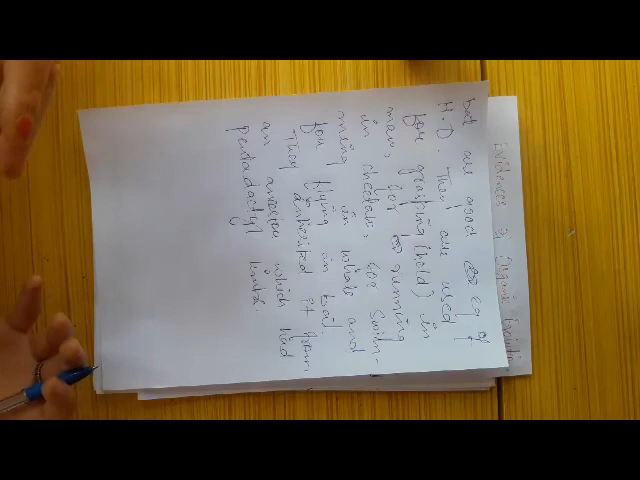 Evidences of Organic Evolution
but are good eg of
H.O. They are used
for grasping (hold) in
man, for running
in cheetah, for swim-
ming in whale and
for flying in bat.
They inherited it from
an ancestor which had
pentadactyl limb.